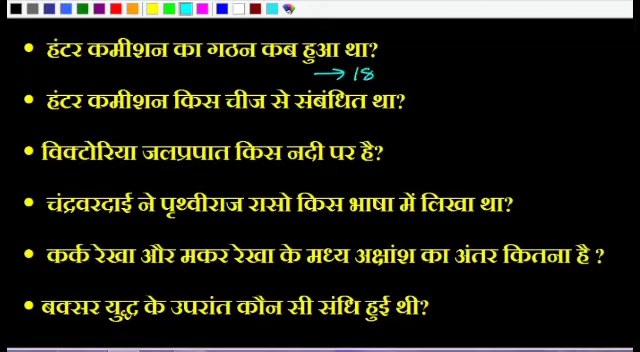 • हंटर कमीशन का गठन कब हुआ था?
→ 18
• हंटर कमीशन किस चीज से संबंधित था?
• विक्टोरिया जलप्रपात किस नदी पर है?
• चंद्रवरदाई ने पृथ्वीराज रासो किस भाषा में लिखा था?
• कर्क रेखा और मकर रेखा के मध्य अक्षांश का अंतर कितना है ?
• बक्सर युद्ध के उपरांत कौन सी संधि हुई थी?